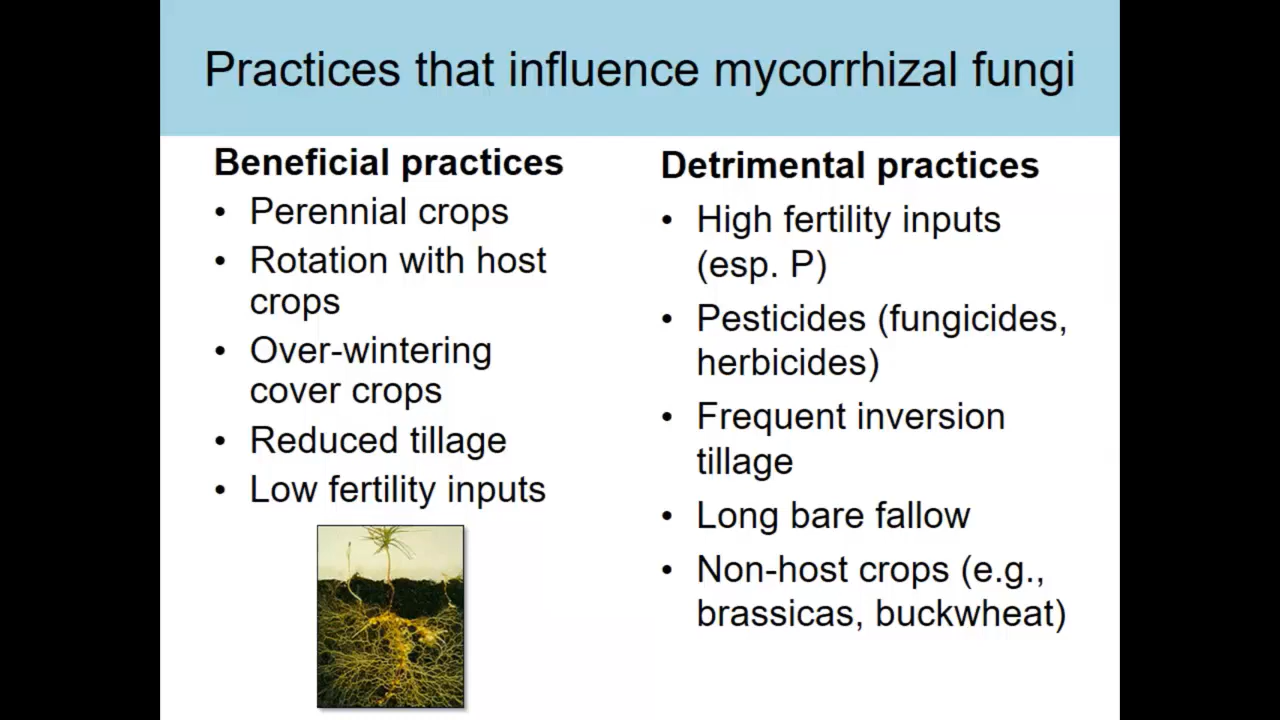 Practices that influence mycorrhizal fungi
Beneficial practices
• Perennial crops
• Rotation with host
crops
• Over-wintering
cover crops
• Reduced tillage
• Low fertility inputs
Detrimental practices
• High fertility inputs
(esp. P)
• Pesticides (fungicides,
herbicides)
• Frequent inversion
tillage
• Long bare fallow
• Non-host crops (e.g.,
brassicas, buckwheat)